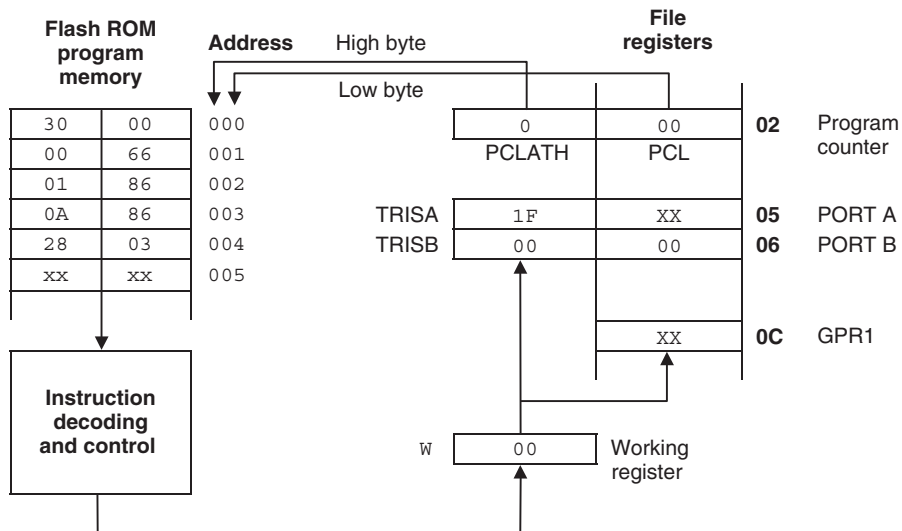 Flash ROM
program
memory
Address
High byte
Low byte
File
registers
30 00 000
00 66 001
01 86 002
0A 86 003
28 03 004
xx xx 005
0 00 02 Program
counter
PCLATH PCL
TRISA 1F XX 05 PORT A
TRISB 00 00 06 PORT B
XX 0C GPR1
Instruction
decoding
and control
W 00 Working
register